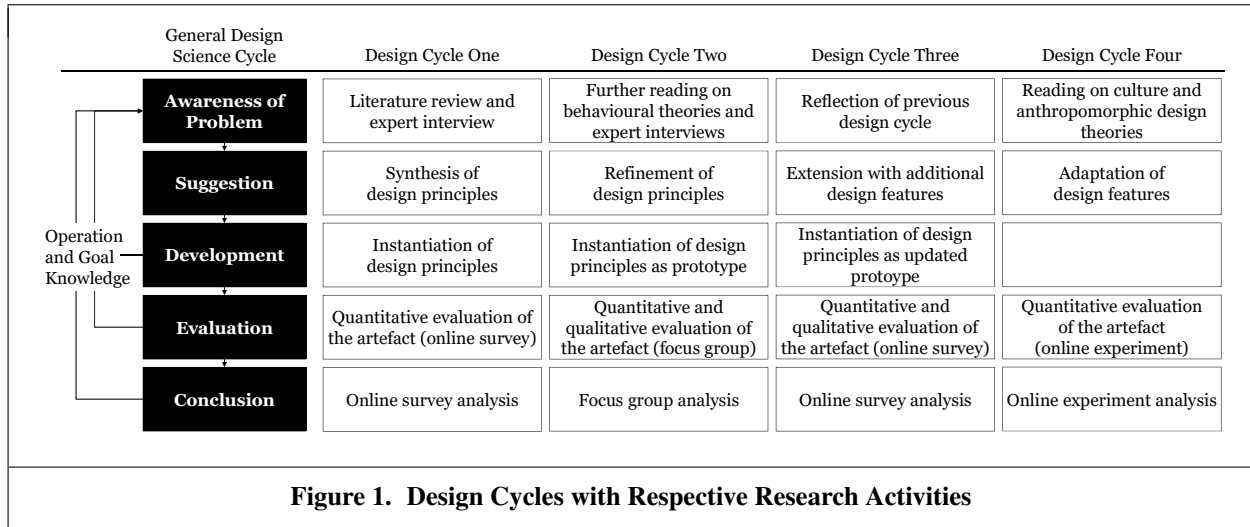 General Design
Science Cycle
Design Cycle One
Design Cycle Two
Design Cycle Three
Design Cycle Four
Awareness of
Problem
Literature review and
expert interview
Further reading on
behavioural theories and
expert interviews
Reflection of previous
design cycle
Reading on culture and
anthropomorphic design
theories
Suggestion
Synthesis of
design principles
Refinement of
design principles
Extension with additional
design features
Adaptation of
design features
Operation
and Goal
Knowledge
Development
Instantiation of
design principles
Instantiation of design
principles as prototype
Instantiation of design
principles as updated
protoype
Evaluation
Quantitative evaluation of
the artefact (online survey)
Quantitative and
qualitative evaluation of
the artefact (focus group)
Quantitative and
qualitative evaluation of
the artefact (online survey)
Quantitative evaluation
of the artefact
(online experiment)
Conclusion
Online survey analysis
Focus group analysis
Online survey analysis
Online experiment analysis
Figure 1. Design Cycles with Respective Research Activities